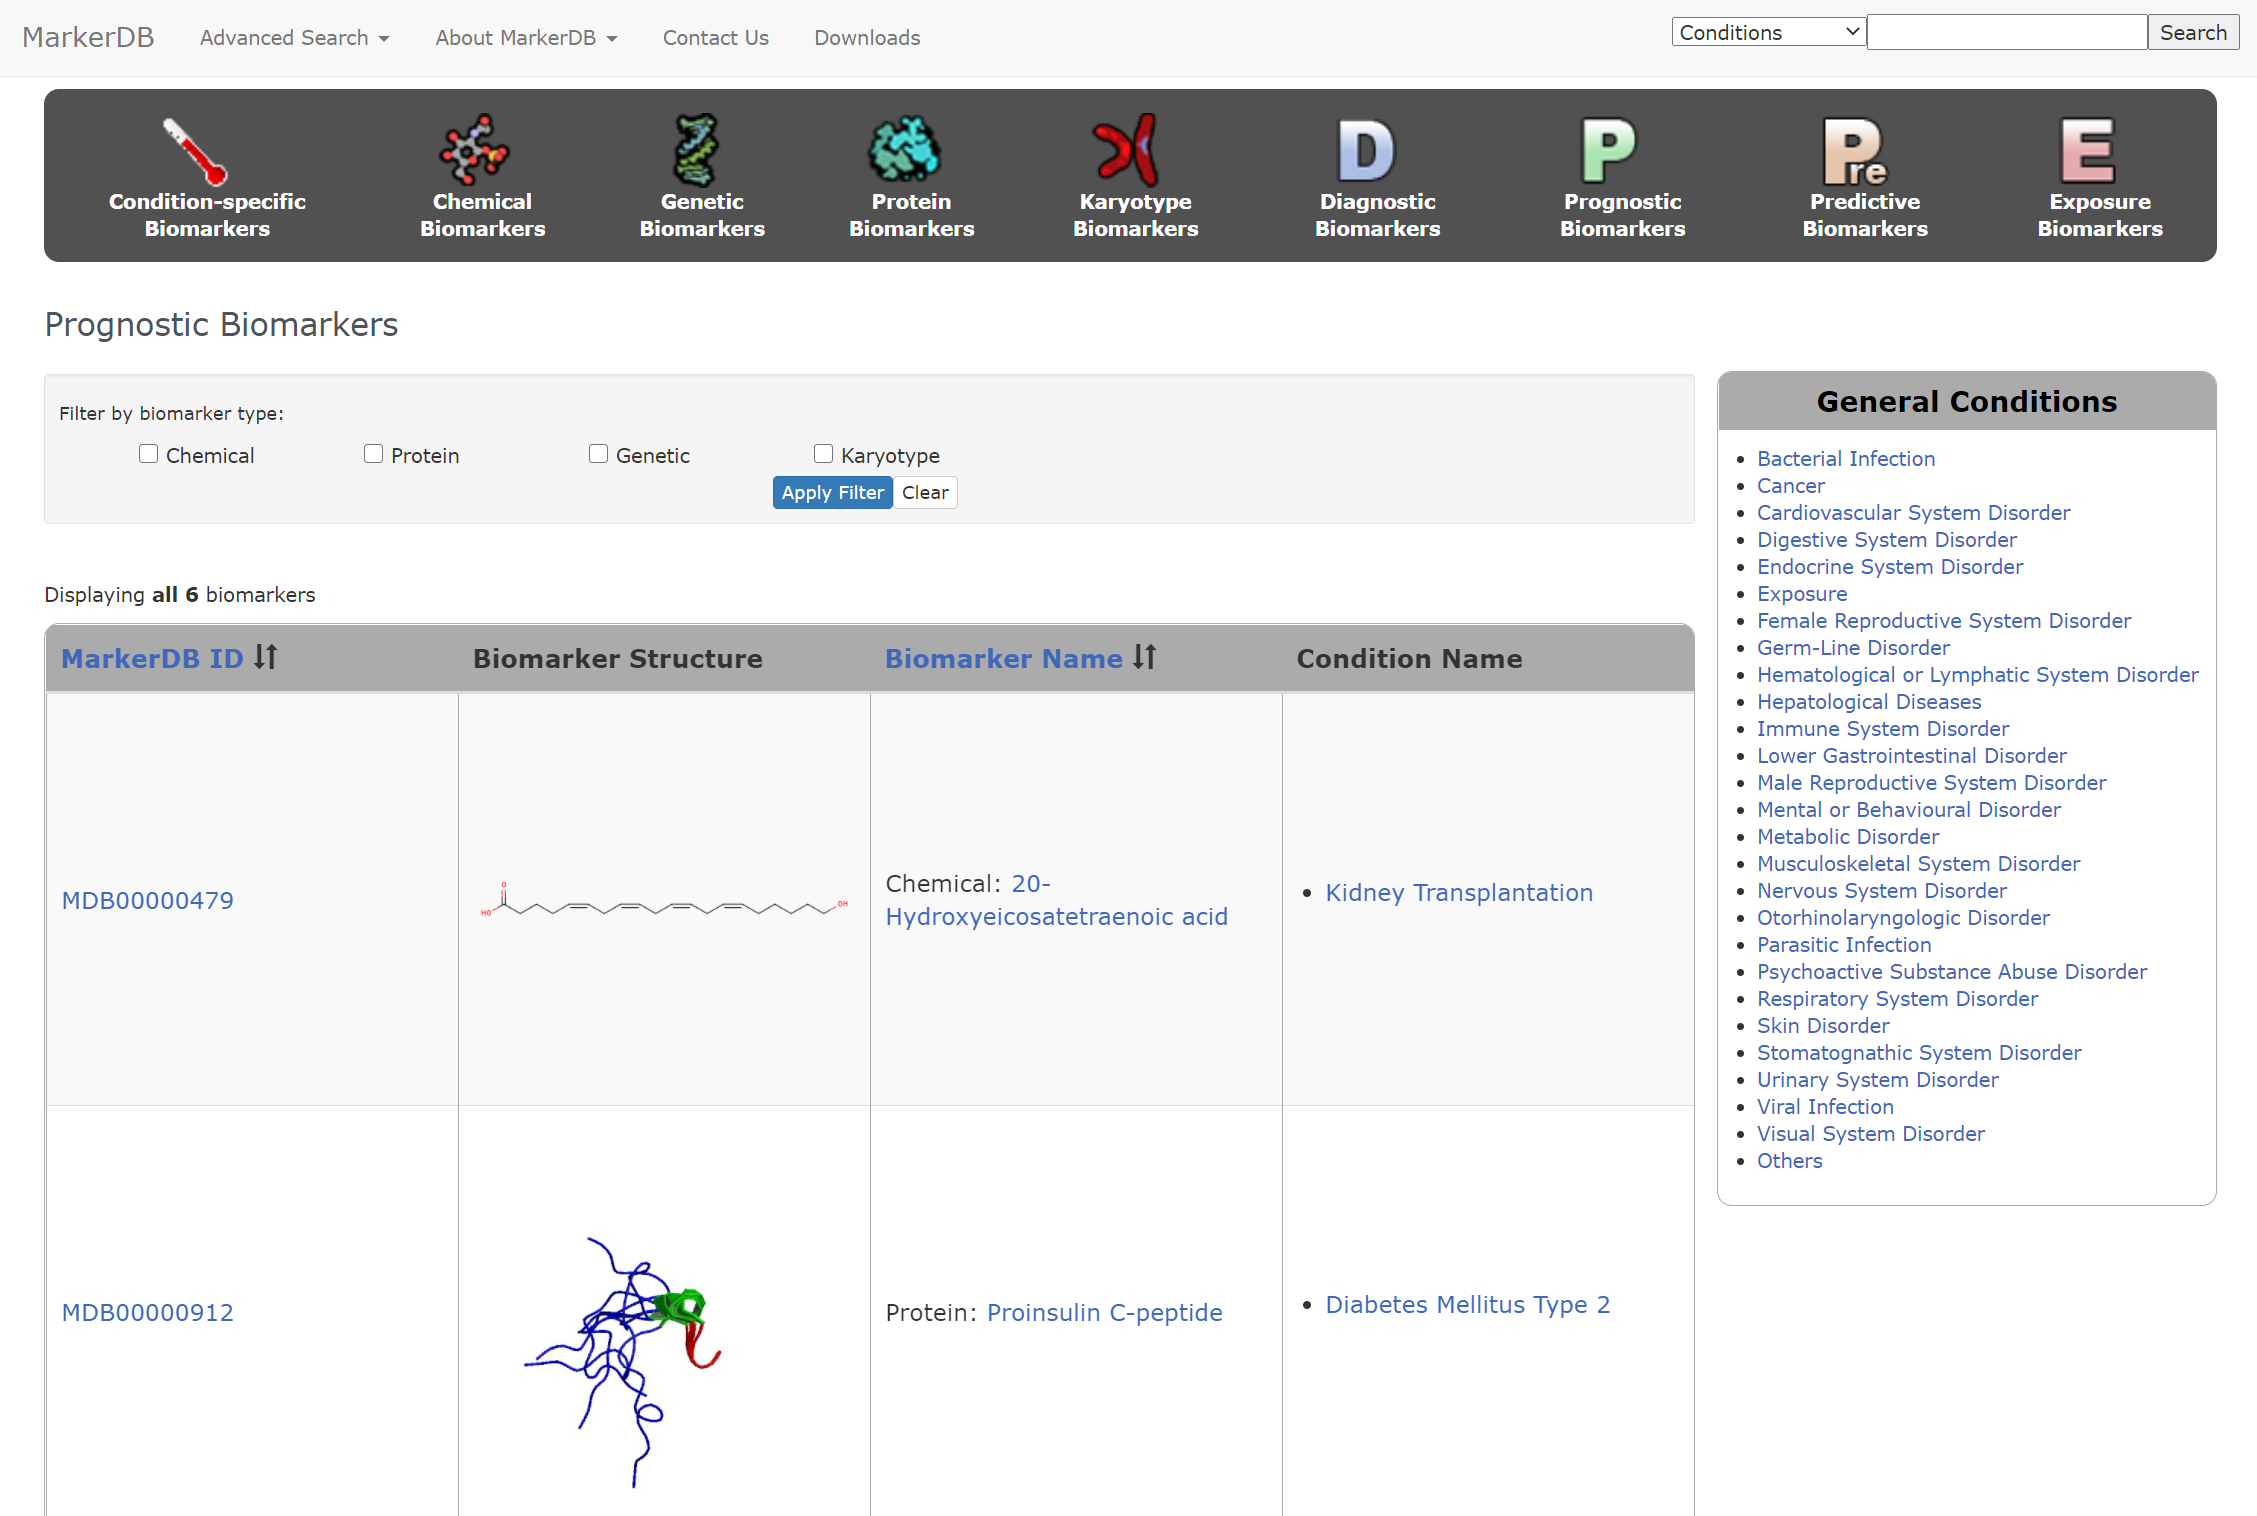 MarkerDB Advanced Search About MarkerDB Contact Us Downloads Conditions Search
Condition-specific Biomarkers
Chemical Biomarkers
Genetic Biomarkers
Protein Biomarkers
Karyotype Biomarkers
D
Diagnostic Biomarkers
P
Prognostic Biomarkers
Pre
Predictive Biomarkers
E
Exposure Biomarkers
Prognostic Biomarkers
Filter by biomarker type:
Chemical Protein Genetic Karyotype
Apply Filter Clear
Displaying all 6 biomarkers
MarkerDB ID Biomarker Structure Biomarker Name Condition Name
MDB00000479
HO O OH
Chemical: 20-
Hydroxyeicosatetraenoic acid
Kidney Transplantation
MDB00000912
Protein: Proinsulin C-peptide
Diabetes Mellitus Type 2
General Conditions
Bacterial Infection
Cancer
Cardiovascular System Disorder
Digestive System Disorder
Endocrine System Disorder
Exposure
Female Reproductive System Disorder
Germ-Line Disorder
Hematological or Lymphatic System Disorder
Hepatological Diseases
Immune System Disorder
Lower Gastrointestinal Disorder
Male Reproductive System Disorder
Mental or Behavioural Disorder
Metabolic Disorder
Musculoskeletal System Disorder
Nervous System Disorder
Otorhinolaryngologic Disorder
Parasitic Infection
Psychoactive Substance Abuse Disorder
Respiratory System Disorder
Skin Disorder
Stomatognathic System Disorder
Urinary System Disorder
Viral Infection
Visual System Disorder
Others